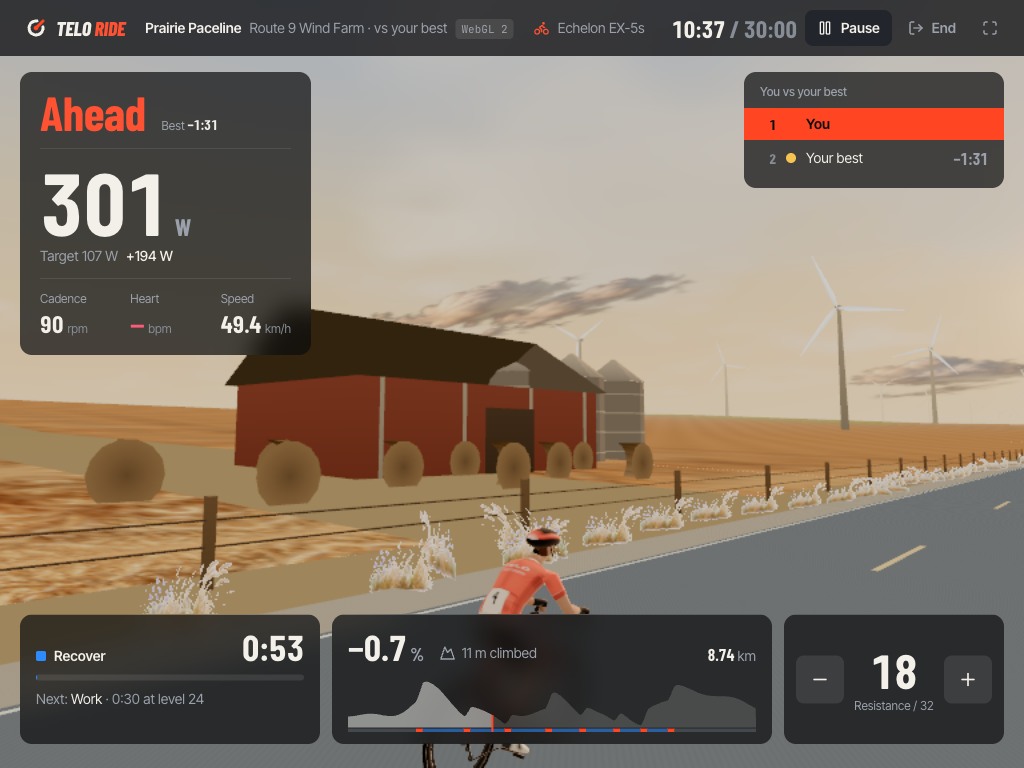 TELO RIDE
Prairie Paceline Route 9 Wind Farm · vs your best WebGL 2
Echelon EX-5s
10:37 / 30:00
Pause
End
Ahead Best −1:31
301 W
Target 107 W +194 W
Cadence Heart Speed
90 rpm — bpm 49.4 km/h
You vs your best
1 You
2 Your best −1:31
Recover 0:53
Next: Work · 0:30 at level 24
−0.7 % 11 m climbed 8.74 km
− 18 +
Resistance / 32